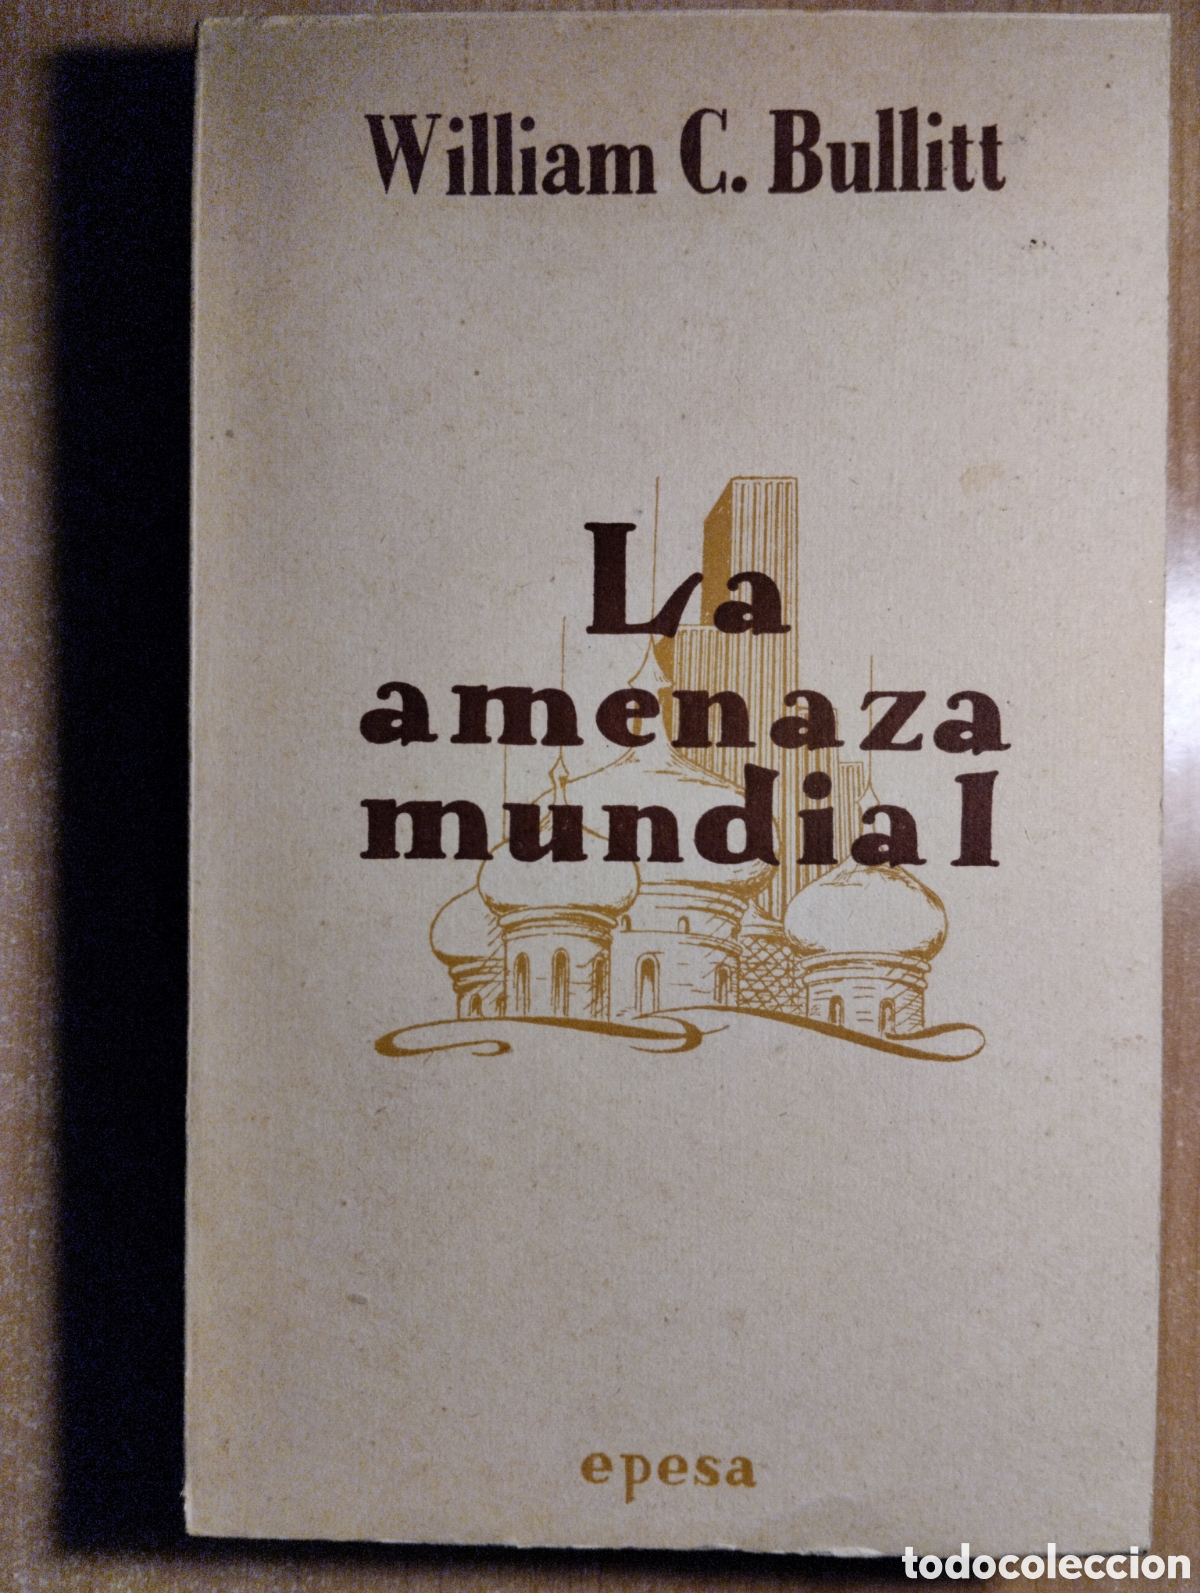 William C. Bullitt
La
amenaza
mundial
epesa
todocoleccion